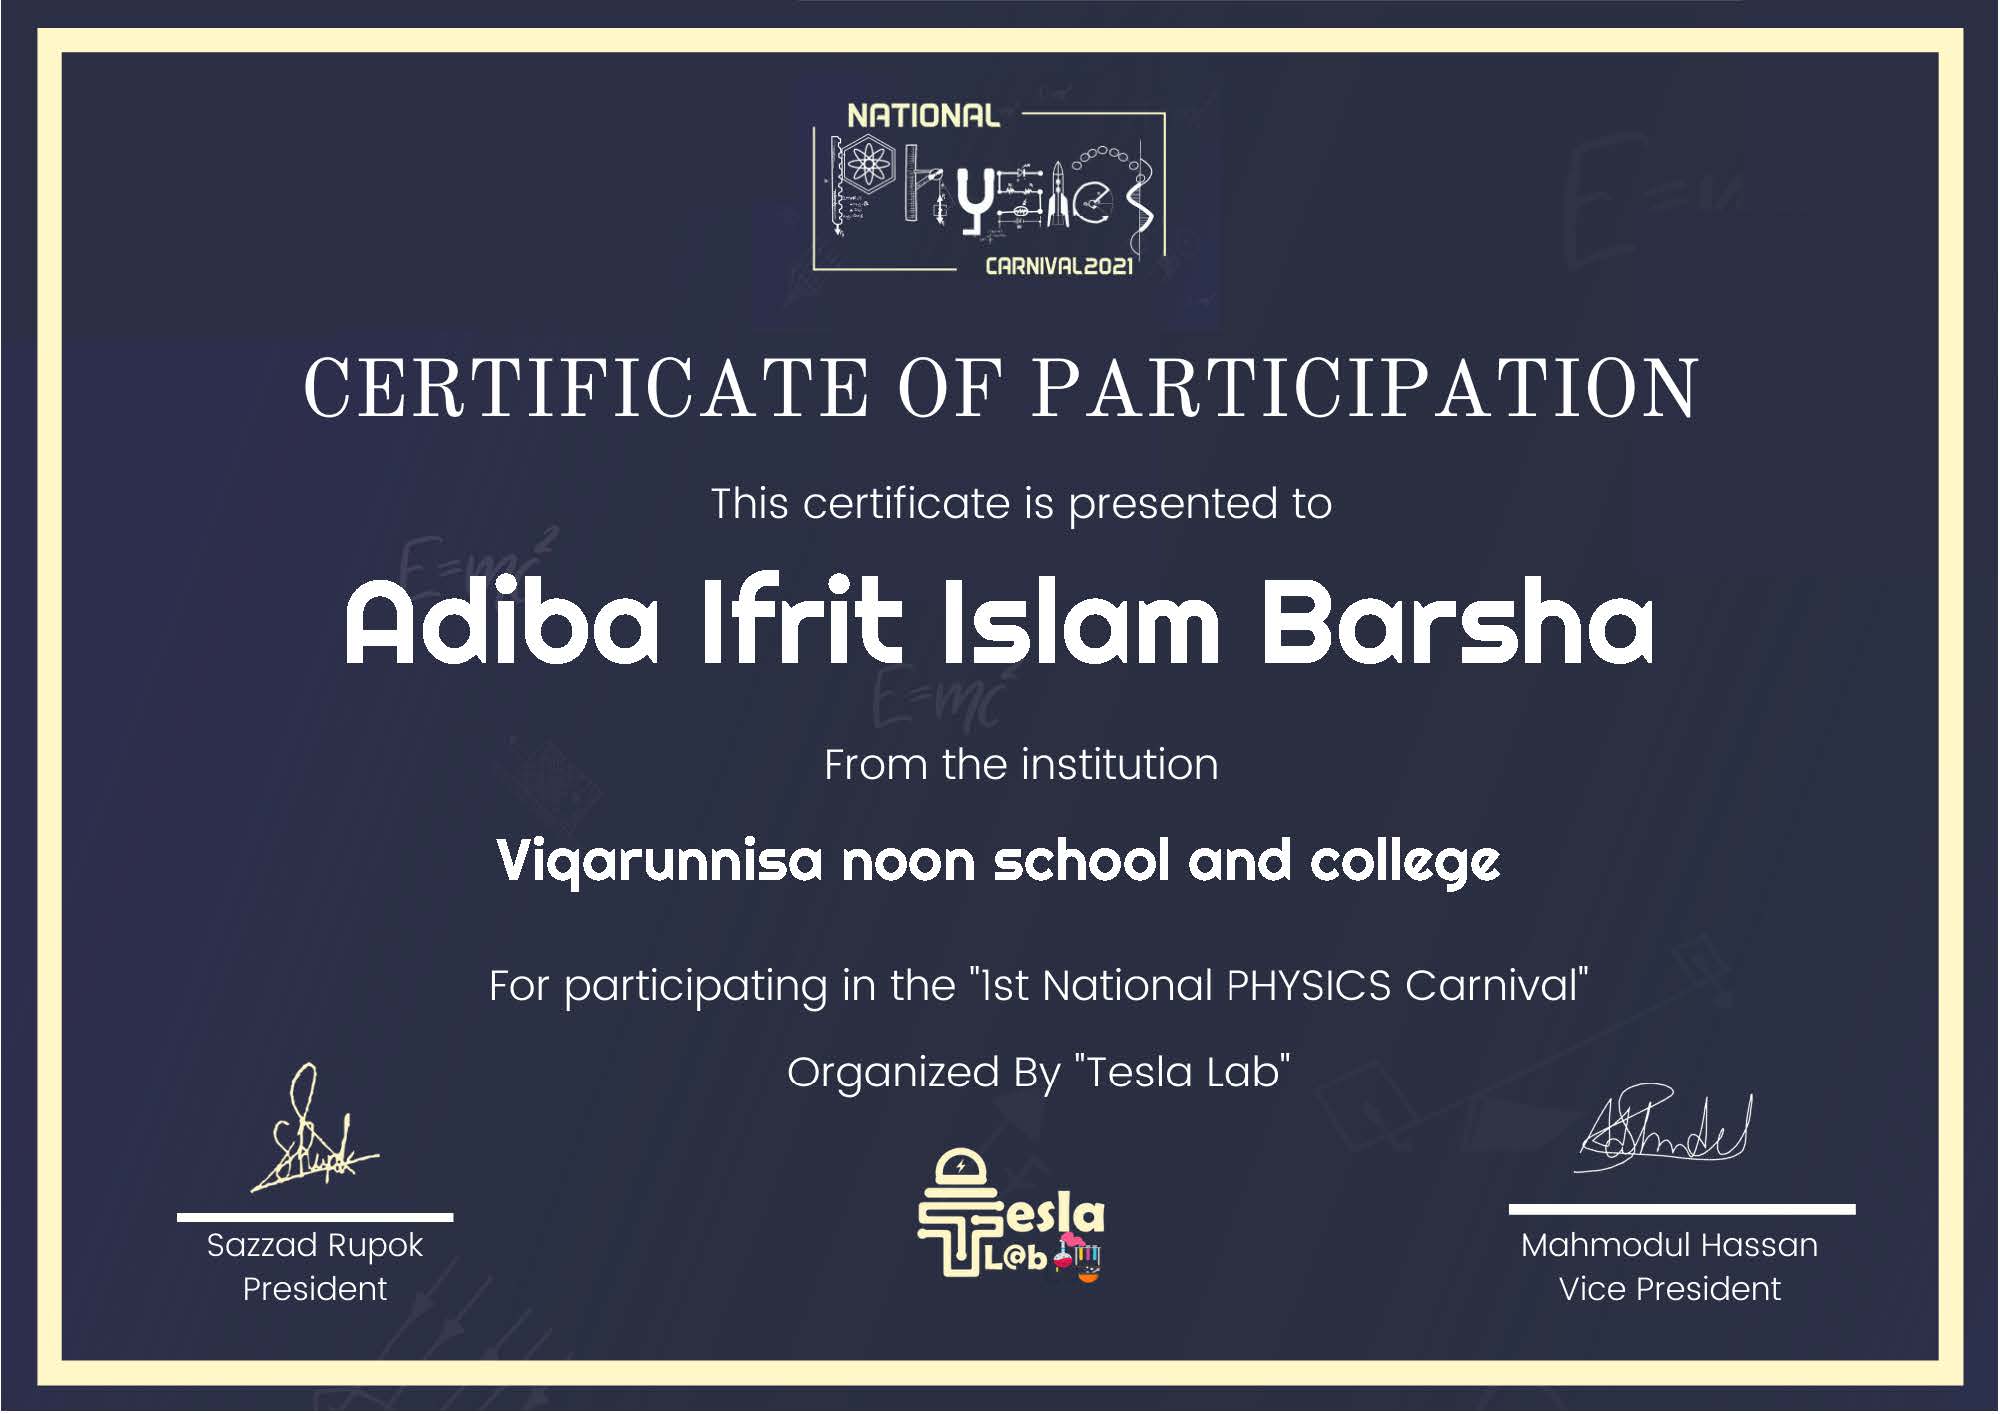 NATIONAL
Physics
CARNIVAL2021
CERTIFICATE OF PARTICIPATION
This certificate is presented to
E=mc²
Adiba Ifrit Islam Barsha
E=mc²
From the institution
Viqarunnisa noon school and college
For participating in the "1st National PHYSICS Carnival"
Organized By "Tesla Lab"
Tesla
L@b
Sazzad Rupok
President
Mahmodul Hassan
Vice President